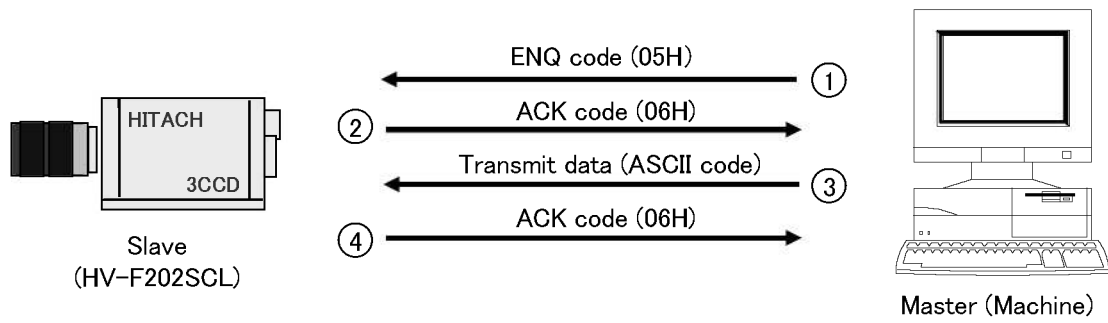 ENQ code (05H)
①
HITACH
ACK code (06H)
②
Transmit data (ASCII code)
③
3CCD
ACK code (06H)
④
Slave
(HV-F202SCL)
Master (Machine)